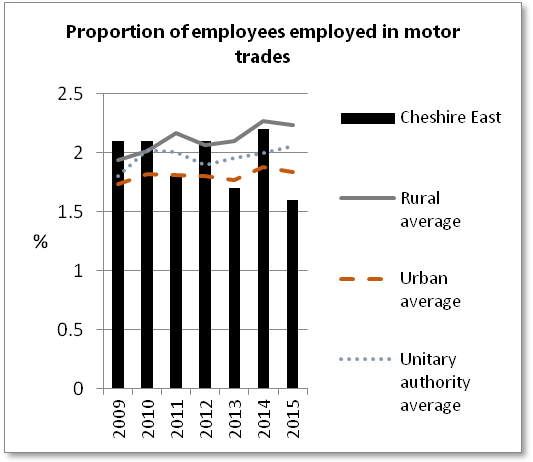 Proportion of employees employed in motor
trades
2.5
2
1.5
1
0.5
0
%
2009
2010
2011
2012
2013
2014
2015
Cheshire East
Rural
average
Urban
average
Unitary
authority
average